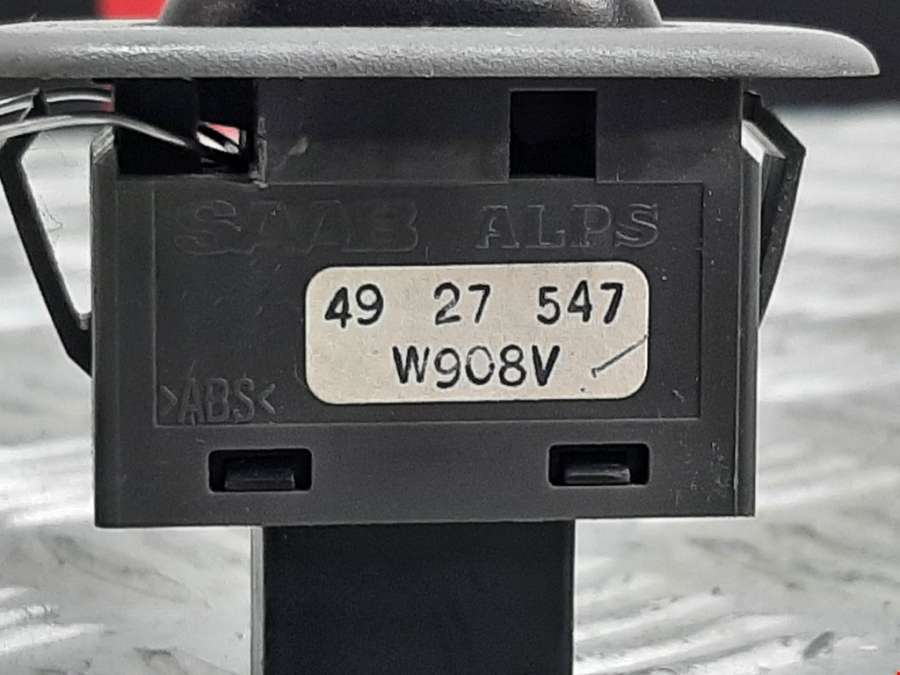 SAAB ALPS
49 27 547
W908V
>ABS<